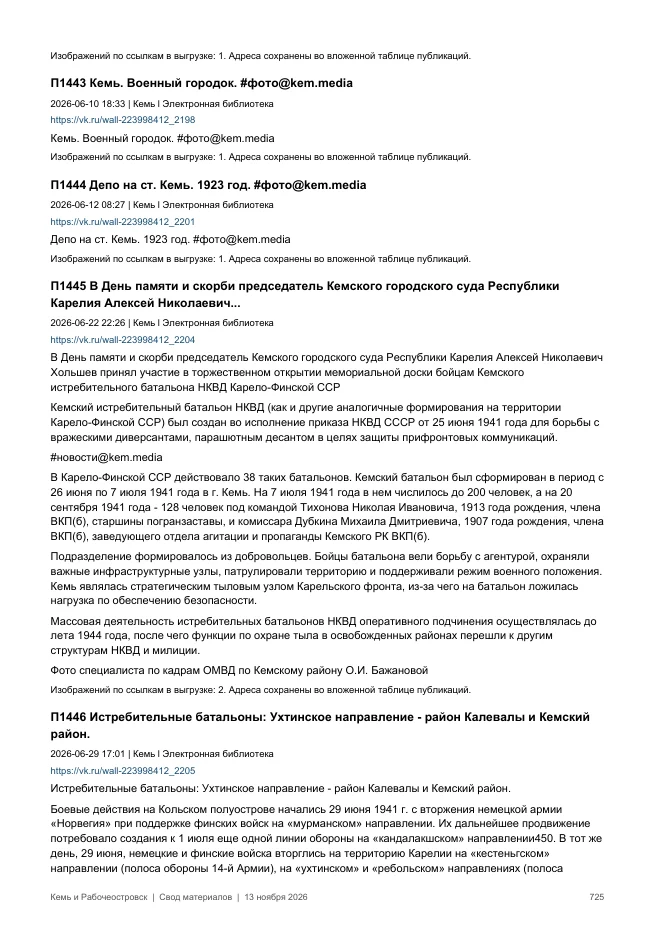 Изображений по ссылкам в выгрузке: 1. Адреса сохранены во вложенной таблице публикаций.
П1443 Кемь. Военный городок. #фото@kem.media
2026-06-10 18:33 | Кемь I Электронная библиотека
https://vk.ru/wall-223998412_2198
Кемь. Военный городок. #фото@kem.media
Изображений по ссылкам в выгрузке: 1. Адреса сохранены во вложенной таблице публикаций.
П1444 Депо на ст. Кемь. 1923 год. #фото@kem.media
2026-06-12 08:27 | Кемь I Электронная библиотека
https://vk.ru/wall-223998412_2201
Депо на ст. Кемь. 1923 год. #фото@kem.media
Изображений по ссылкам в выгрузке: 1. Адреса сохранены во вложенной таблице публикаций.
П1445 В День памяти и скорби председатель Кемского городского суда Республики
Карелия Алексей Николаевич...
2026-06-22 22:26 | Кемь I Электронная библиотека
https://vk.ru/wall-223998412_2204
В День памяти и скорби председатель Кемского городского суда Республики Карелия Алексей Николаевич
Хольшев принял участие в торжественном открытии мемориальной доски бойцам Кемского
истребительного батальона НКВД Карело-Финской ССР
Кемский истребительный батальон НКВД (как и другие аналогичные формирования на территории
Карело-Финской ССР) был создан во исполнение приказа НКВД СССР от 25 июня 1941 года для борьбы с
вражескими диверсантами, парашютным десантом в целях защиты прифронтовых коммуникаций.
#новости@kem.media
В Карело-Финской ССР действовало 38 таких батальонов. Кемский батальон был сформирован в период с
26 июня по 7 июля 1941 года в г. Кемь. На 7 июля 1941 года в нем числилось до 200 человек, а на 20
сентября 1941 года - 128 человек под командой Тихонова Николая Ивановича, 1913 года рождения, члена
ВКП(б), старшины погранзаставы, и комиссара Дубкина Михаила Дмитриевича, 1907 года рождения, члена
ВКП(б), заведующего отдела агитации и пропаганды Кемского РК ВКП(б).
Подразделение формировалось из добровольцев. Бойцы батальона вели борьбу с агентурой, охраняли
важные инфраструктурные узлы, патрулировали территорию и поддерживали режим военного положения.
Кемь являлась стратегическим тыловым узлом Карельского фронта, из-за чего на батальон ложилась
нагрузка по обеспечению безопасности.
Массовая деятельность истребительных батальонов НКВД оперативного подчинения осуществлялась до
лета 1944 года, после чего функции по охране тыла в освобожденных районах перешли к другим
структурам НКВД и милиции.
Фото специалиста по кадрам ОМВД по Кемскому району О.И. Бажановой
Изображений по ссылкам в выгрузке: 2. Адреса сохранены во вложенной таблице публикаций.
П1446 Истребительные батальоны: Ухтинское направление - район Калевалы и Кемский
район.
2026-06-29 17:01 | Кемь I Электронная библиотека
https://vk.ru/wall-223998412_2205
Истребительные батальоны: Ухтинское направление - район Калевалы и Кемский район.
Боевые действия на Кольском полуострове начались 29 июня 1941 г. с вторжения немецкой армии
«Норвегия» при поддержке финских войск на «мурманском» направлении. Их дальнейшее продвижение
потребовало создания к 1 июля еще одной линии обороны на «кандалакшском» направлении450. В тот же
день, 29 июня, немецкие и финские войска вторглись на территорию Карелии на «кестеньгском»
направлении (полоса обороны 14-й Армии), на «ухтинском» и «ребольском» направлениях (полоса
Кемь и Рабочеостровск | Свод материалов | 13 ноября 2026
725